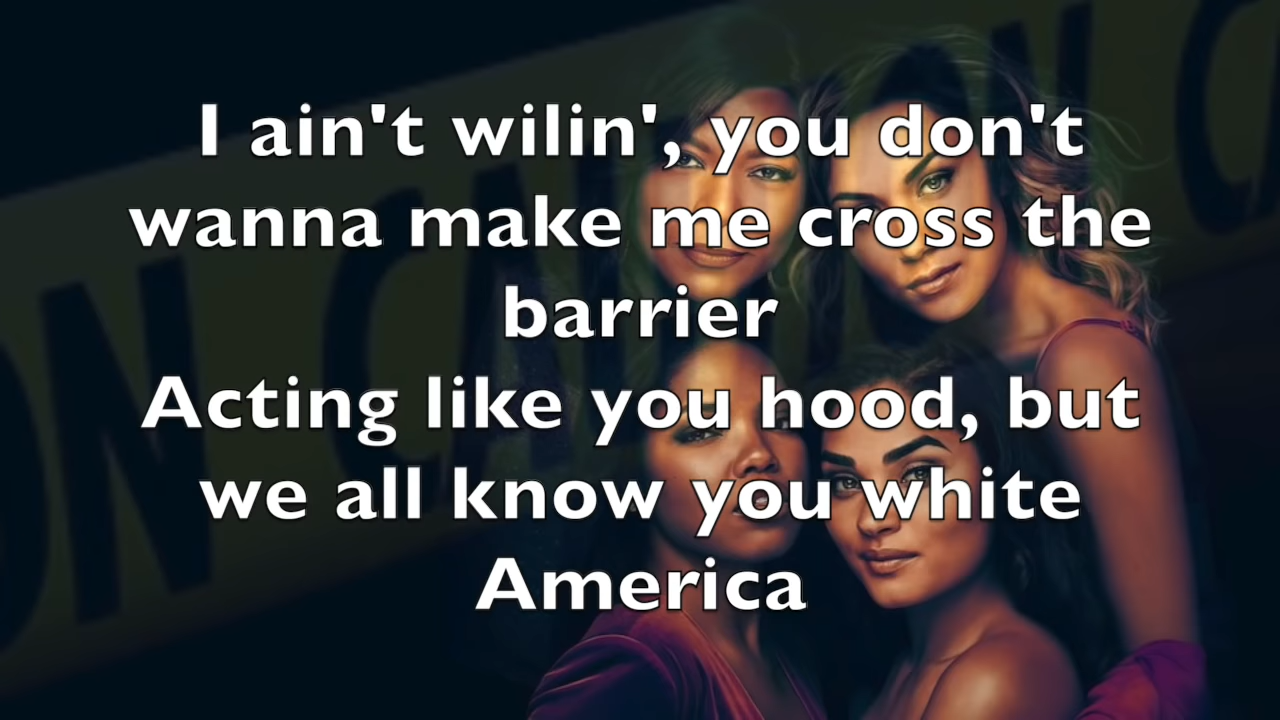 I ain't wilin', you don't
wanna make me cross the
barrier
Acting like you hood, but
we all know you white
America